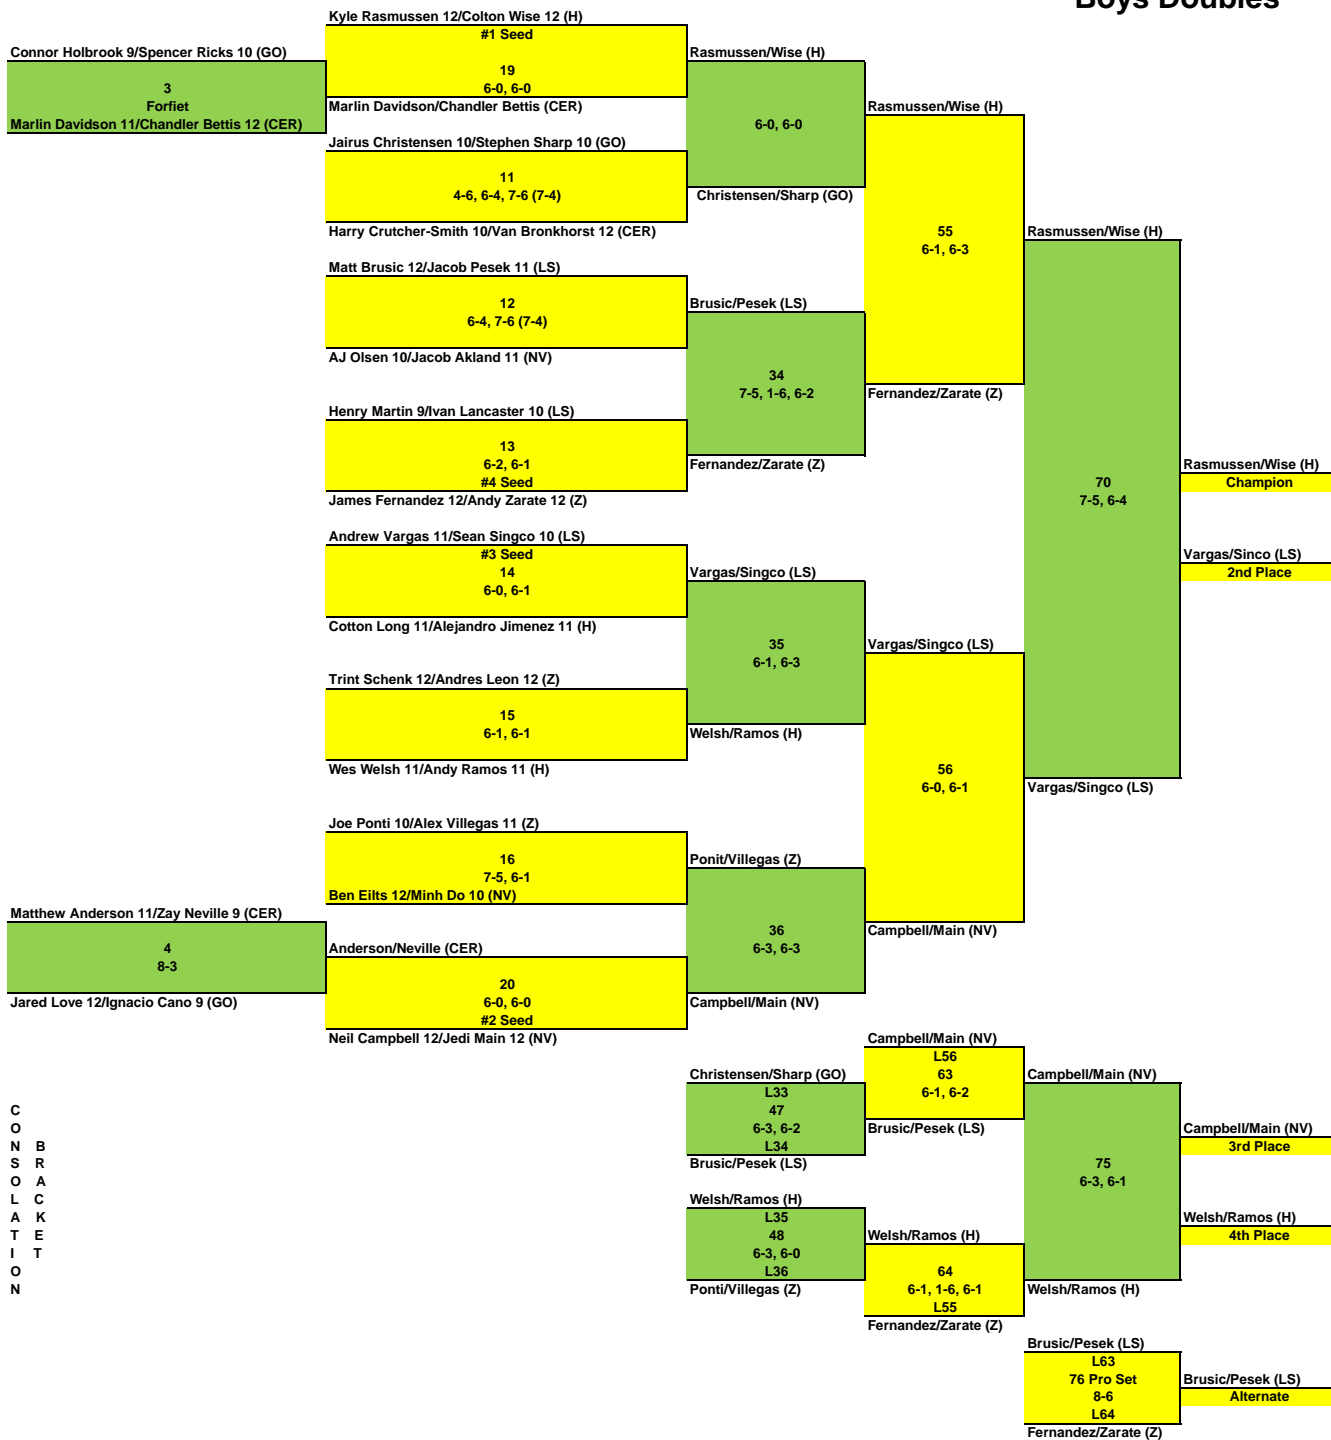 Boys Doubles
Kyle Rasmussen 12/Colton Wise 12 (H)
#1 Seed
Connor Holbrook 9/Spencer Ricks 10 (GO)
Rasmussen/Wise (H)
19
6-0, 6-0
3
Forfiet
Marlin Davidson/Chandler Bettis (CER)
Rasmussen/Wise (H)
Marlin Davidson 11/Chandler Bettis 12 (CER)
6-0, 6-0
Jairus Christensen 10/Stephen Sharp 10 (GO)
11
4-6, 6-4, 7-6 (7-4)
Christensen/Sharp (GO)
Harry Crutcher-Smith 10/Van Bronkhorst 12 (CER)
55
6-1, 6-3
Rasmussen/Wise (H)
Matt Brusic 12/Jacob Pesek 11 (LS)
12
6-4, 7-6 (7-4)
Brusic/Pesek (LS)
AJ Olsen 10/Jacob Akland 11 (NV)
34
7-5, 1-6, 6-2
Fernandez/Zarate (Z)
Henry Martin 9/Ivan Lancaster 10 (LS)
13
6-2, 6-1
#4 Seed
Fernandez/Zarate (Z)
James Fernandez 12/Andy Zarate 12 (Z)
70
7-5, 6-4
Rasmussen/Wise (H)
Champion
Andrew Vargas 11/Sean Singco 10 (LS)
#3 Seed
14
6-0, 6-1
Vargas/Singco (LS)
Vargas/Sinco (LS)
2nd Place
Cotton Long 11/Alejandro Jimenez 11 (H)
35
6-1, 6-3
Vargas/Singco (LS)
Trint Schenk 12/Andres Leon 12 (Z)
15
6-1, 6-1
Welsh/Ramos (H)
Wes Welsh 11/Andy Ramos 11 (H)
56
6-0, 6-1
Vargas/Singco (LS)
Joe Ponti 10/Alex Villegas 11 (Z)
16
7-5, 6-1
Ponit/Villegas (Z)
Ben Eilts 12/Minh Do 10 (NV)
Matthew Anderson 11/Zay Neville 9 (CER)
36
6-3, 6-3
Campbell/Main (NV)
4
8-3
Anderson/Neville (CER)
20
6-0, 6-0
#2 Seed
Jared Love 12/Ignacio Cano 9 (GO)
Campbell/Main (NV)
Neil Campbell 12/Jedi Main 12 (NV)
Campbell/Main (NV)
L56
63
6-1, 6-2
Christensen/Sharp (GO)
L33
47
6-3, 6-2
L34
Campbell/Main (NV)
Brusic/Pesek (LS)
Brusic/Pesek (LS)
CONSOLATION
BRACKET
75
6-3, 6-1
Campbell/Main (NV)
3rd Place
Welsh/Ramos (H)
L35
48
6-3, 6-0
L36
Welsh/Ramos (H)
4th Place
Welsh/Ramos (H)
64
6-1, 1-6, 6-1
L55
Ponti/Villegas (Z)
Welsh/Ramos (H)
Fernandez/Zarate (Z)
Brusic/Pesek (LS)
L63
76 Pro Set
8-6
L64
Brusic/Pesek (LS)
Alternate
Fernandez/Zarate (Z)